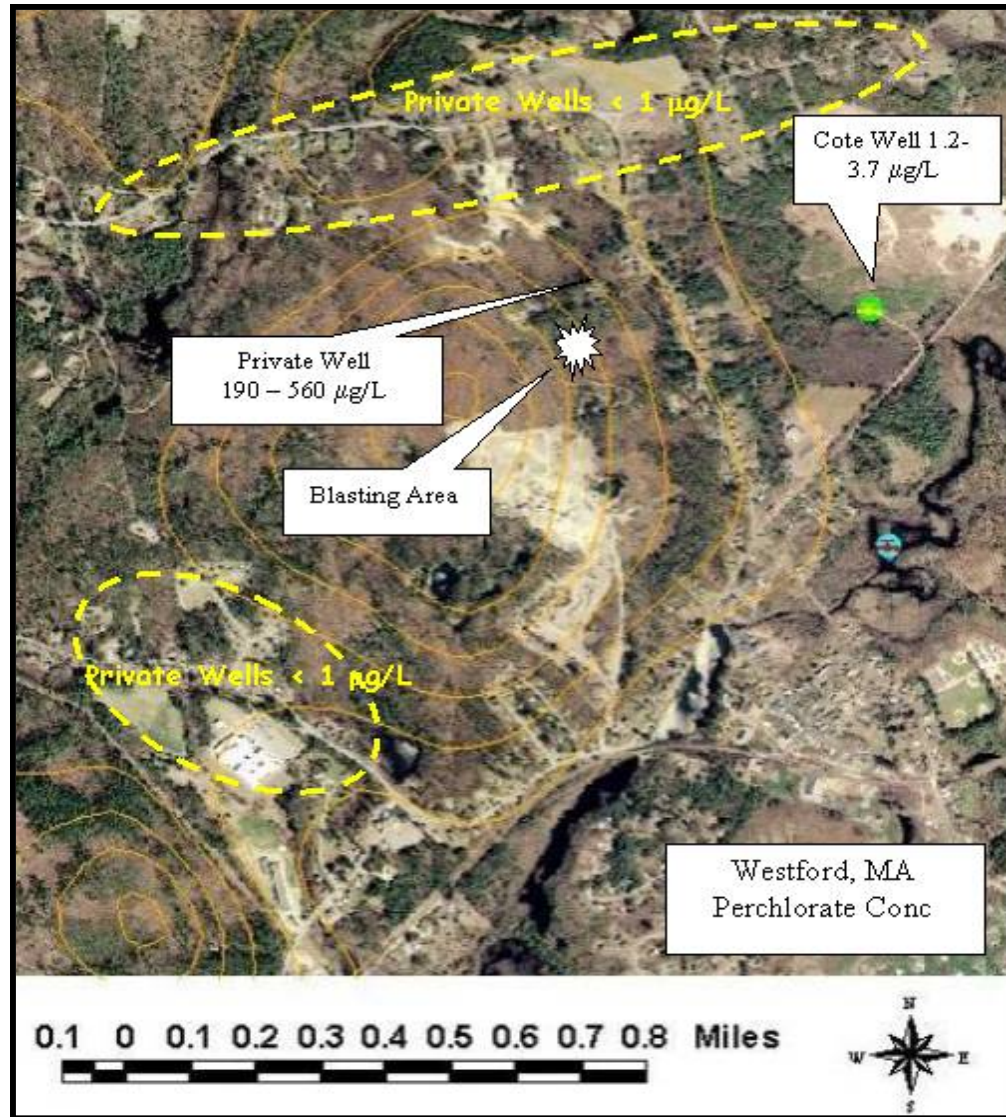 Private Wells < 1 µg/L
Cote Well 1.2-
3.7 µg/L
Private Well
190 – 560 µg/L
Blasting Area
Private Wells < 1 µg/L
Westford, MA
Perchlorate Conc
0.1 0 0.1 0.2 0.3 0.4 0.5 0.6 0.7 0.8 Miles
N
W E
S